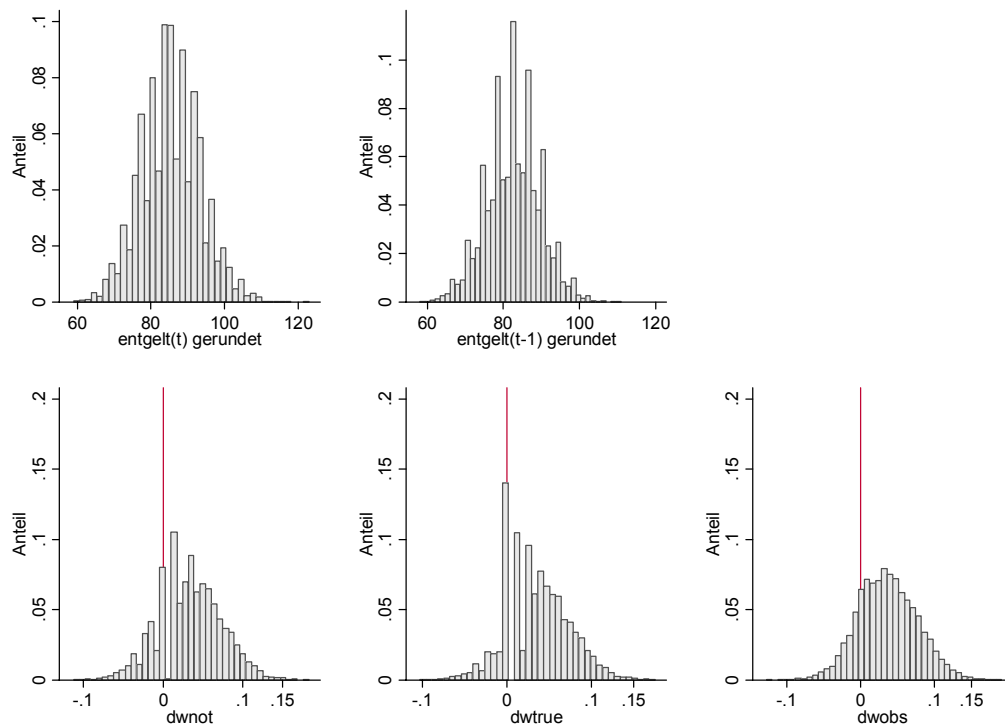 Anteil
0 .02 .04 .06 .08 .1
60 80 100 120
entgelt(t) gerundet
Anteil
0 .02 .04 .06 .08 .1
60 80 100 120
entgelt(t-1) gerundet
Anteil
0 .05 .1 .15 .2
-.1 0 .1 .15
dwnot
Anteil
0 .05 .1 .15 .2
-.1 0 .1 .15
dwtrue
Anteil
0 .05 .1 .15 .2
-.1 0 .1 .15
dwobs